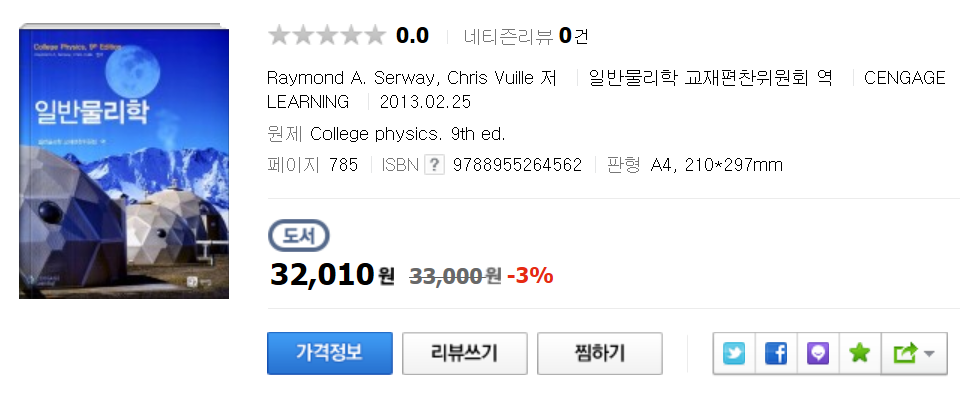 College Physics, 9th Edition
일반물리학
0.0 네티즌리뷰 0건
Raymond A. Serway, Chris Vuille 저 일반물리학 교재편찬위원회 역 CENGAGE
LEARNING 2013.02.25
원제 College physics. 9th ed.
페이지 785 ISBN ? 9788955264562 판형 A4, 210*297mm
도서
32,010원 33,000원 -3%
가격정보 리뷰쓰기 찜하기